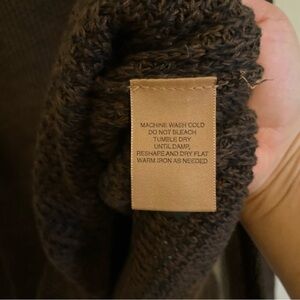 MACHINE WASH COLD
DO NOT BLEACH
TUMBLE DRY
UNTIL DAMP,
RESHAPE AND DRY FLAT
WARM IRON AS NEEDED